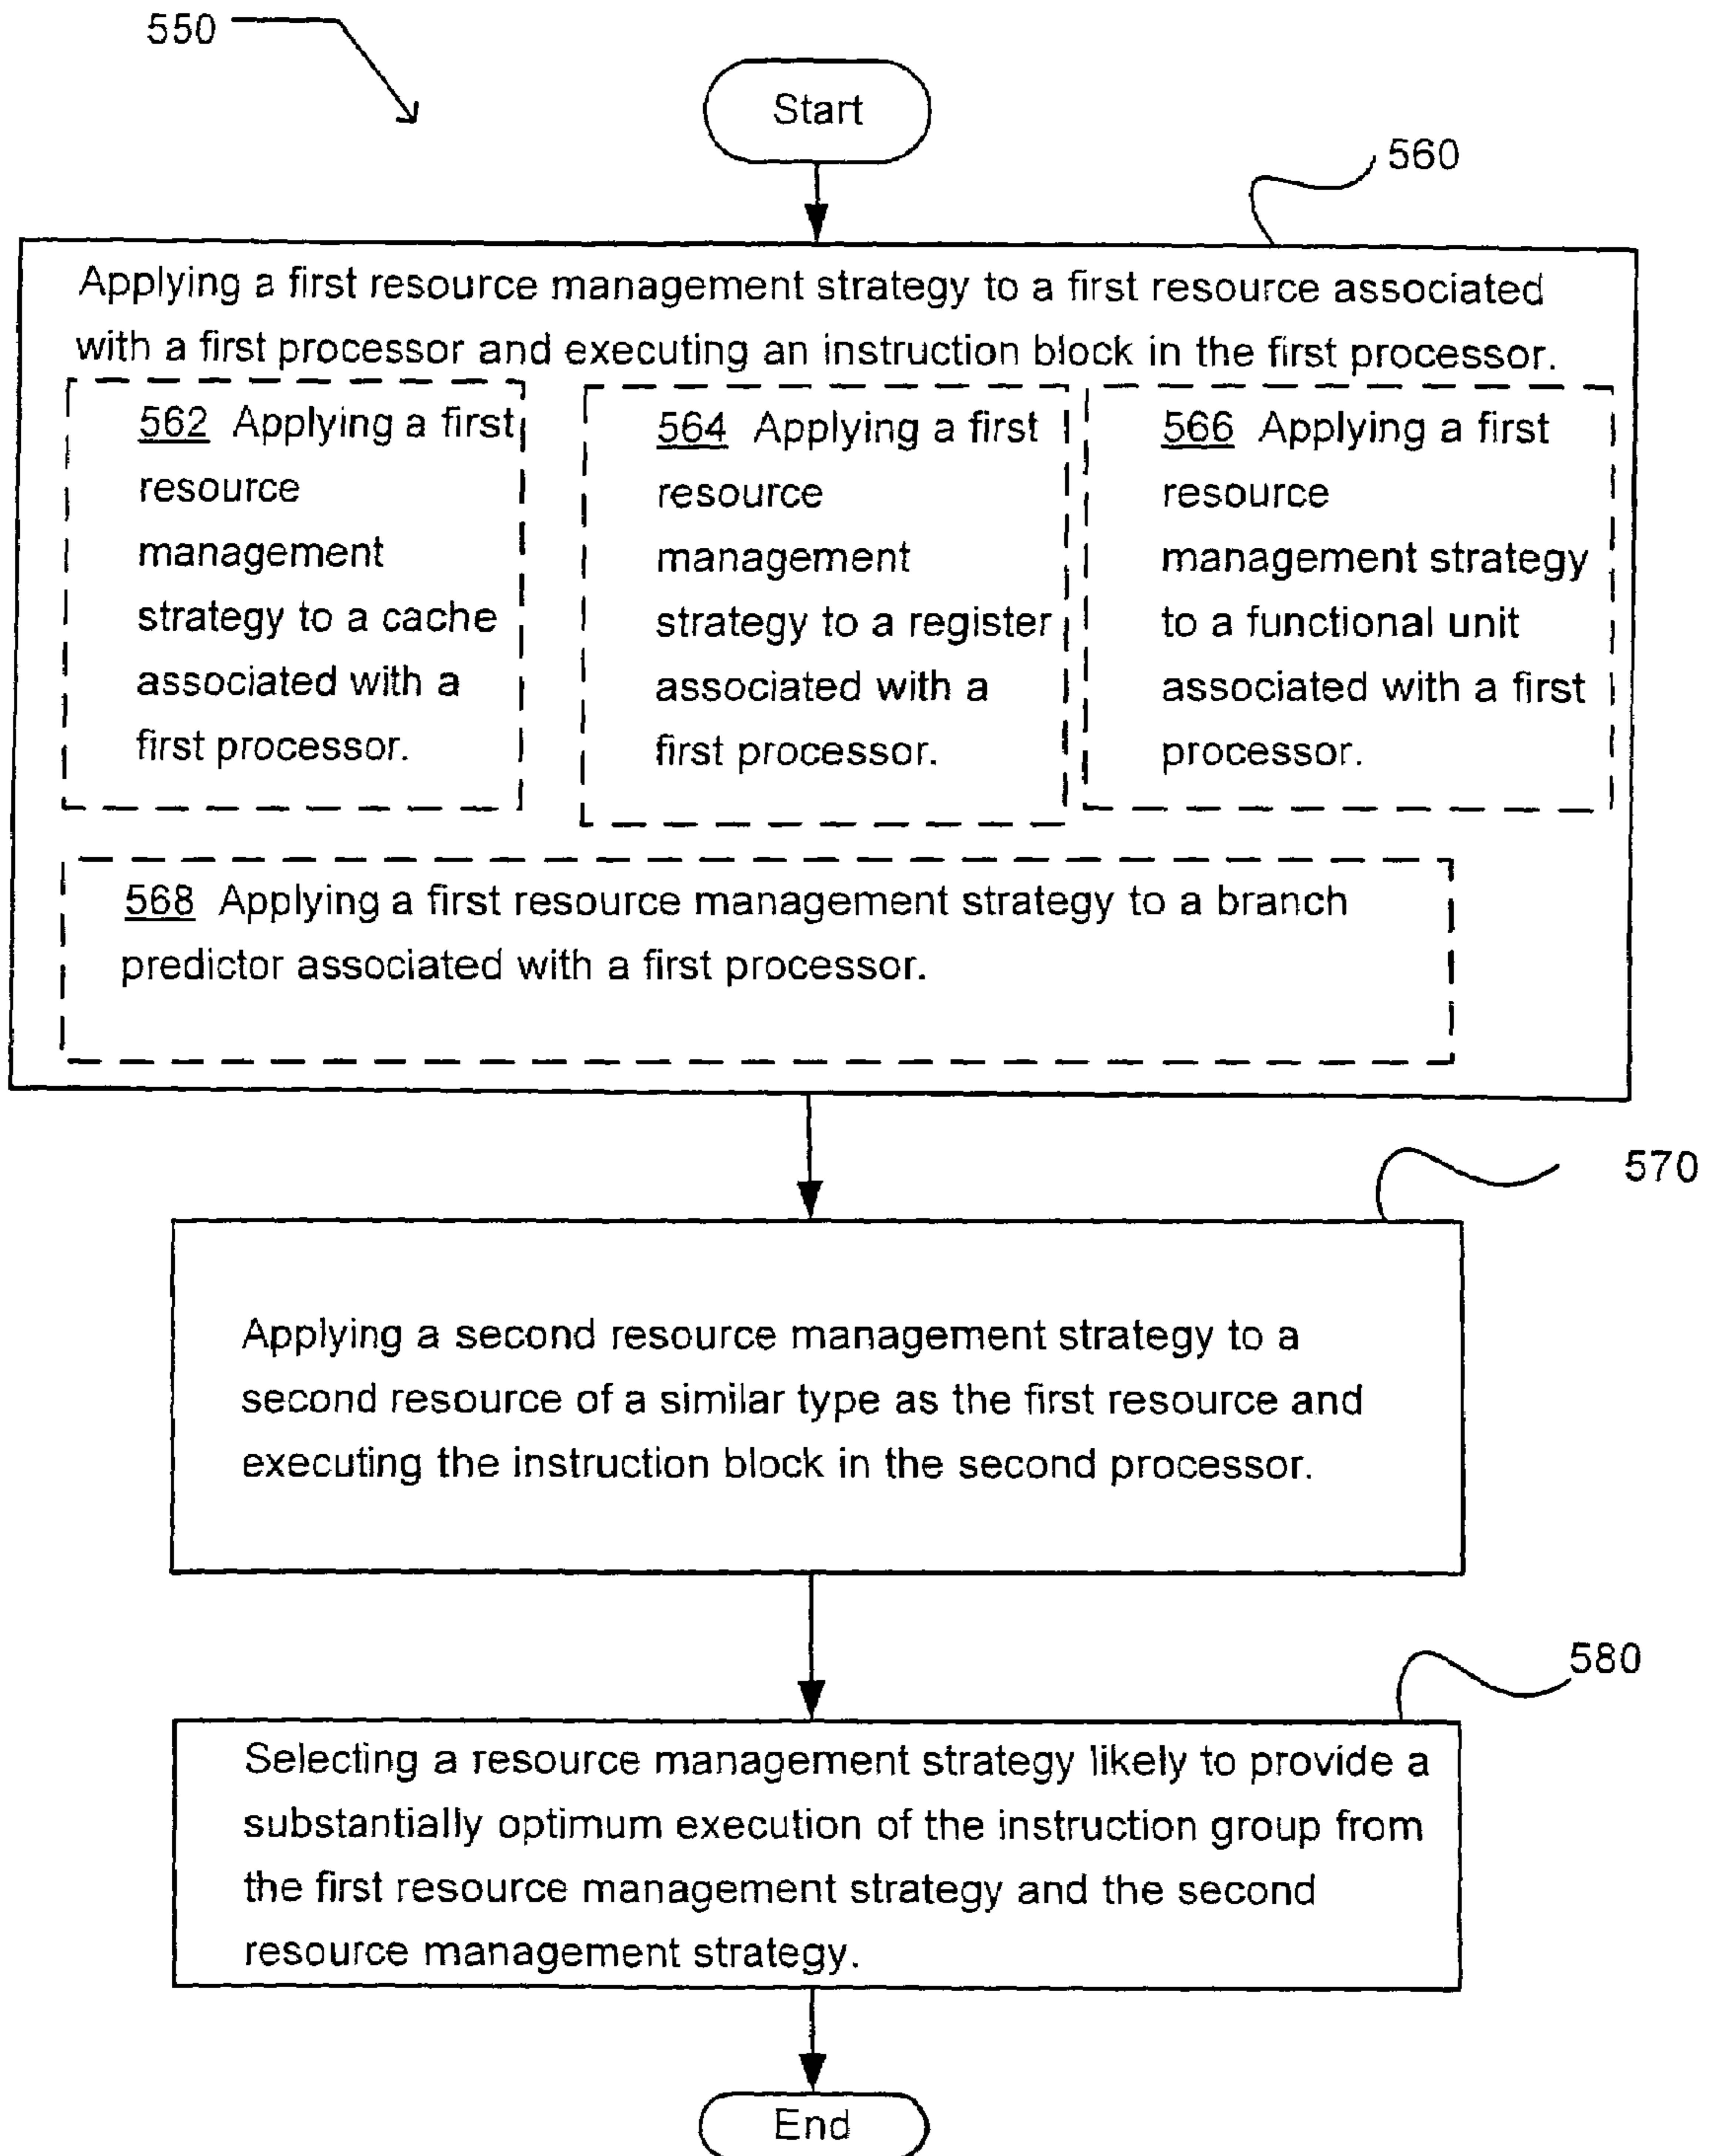 550
Start
560
Applying a first resource management strategy to a first resource associated
with a first processor and executing an instruction block in the first processor.
562 Applying a first
resource
management
strategy to a cache
associated with a
first processor.
564 Applying a first
resource
management
strategy to a register
associated with a
first processor.
566 Applying a first
resource
management strategy
to a functional unit
associated with a first
processor.
568 Applying a first resource management strategy to a branch
predictor associated with a first processor.
570
Applying a second resource management strategy to a
second resource of a similar type as the first resource and
executing the instruction block in the second processor.
580
Selecting a resource management strategy likely to provide a
substantially optimum execution of the instruction group from
the first resource management strategy and the second
resource management strategy.
End